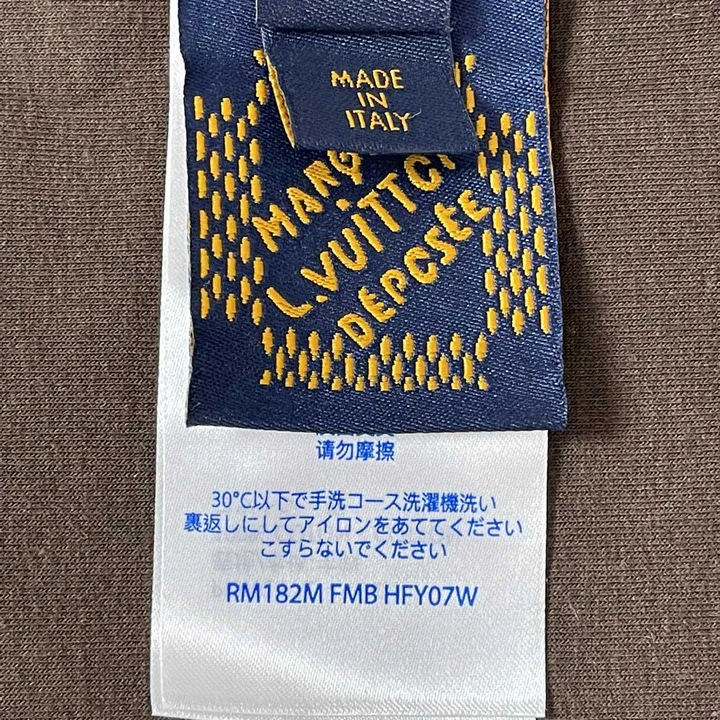 MADE
IN
ITALY
MARQ
L.VUITTO
DÉPOSÉE
请勿摩擦
30°C以下で手洗コース洗濯機洗い
裏返しにしてアイロンをあててください
こすらないでください
RM182M FMB HFY07W